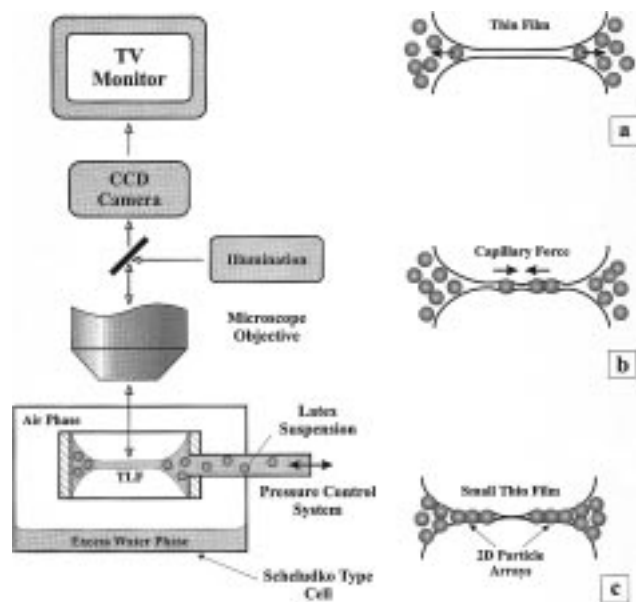 TV
Monitor
CCD
Camera
Illumination
Microscope
Objective
Air Phase
Latex
Suspension
TLF
Pressure Control
System
Excess Water Phase
Scheludko Type
Cell
Thin Film
a
Capillary Force
b
Small Thin Film
2D Particle
Arrays
c